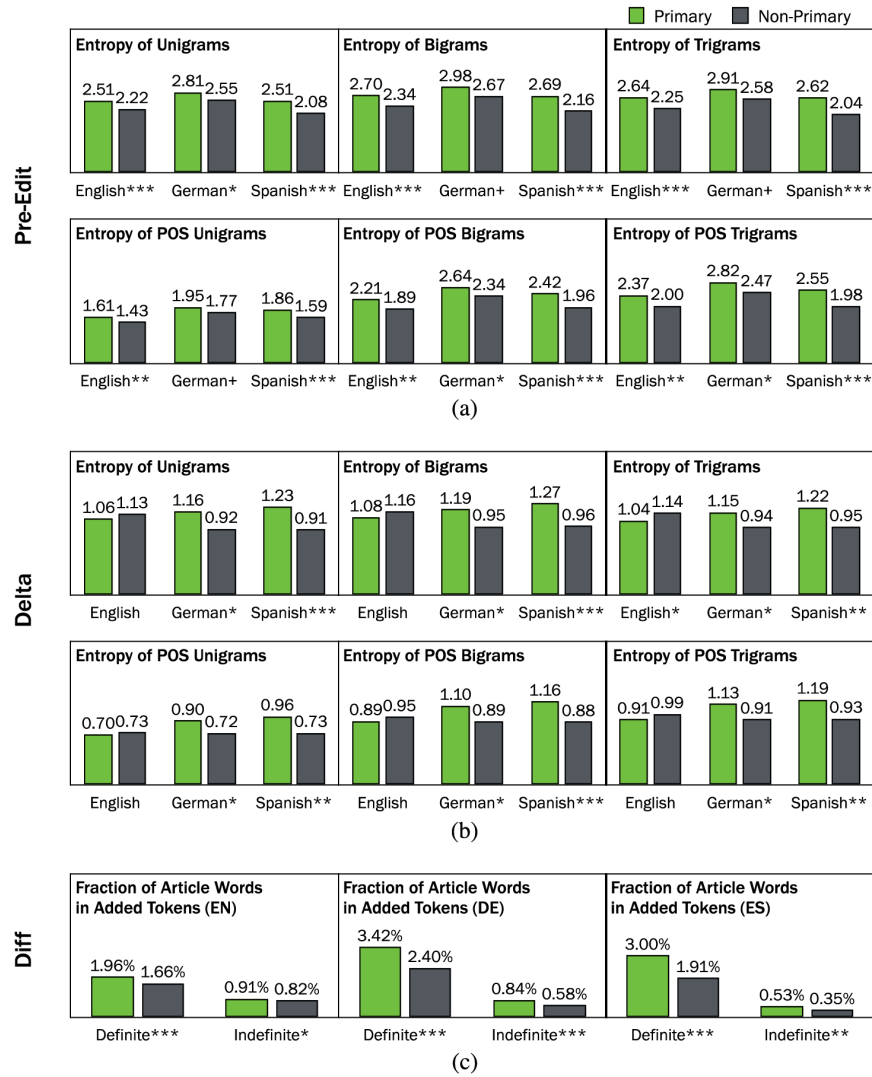 Primary Non-Primary
Pre-Edit
Entropy of Unigrams Entropy of Bigrams Entropy of Trigrams
2.51 2.22 2.81 2.55 2.51 2.08 2.70 2.34 2.98 2.67 2.69 2.16 2.64 2.25 2.91 2.58 2.62 2.04
English*** German* Spanish*** English*** German+ Spanish*** English*** German+ Spanish***
Entropy of POS Unigrams Entropy of POS Bigrams Entropy of POS Trigrams
1.61 1.43 1.95 1.77 1.86 1.59 2.21 1.89 2.64 2.34 2.42 1.96 2.37 2.00 2.82 2.47 2.55 1.98
English** German+ Spanish*** English** German* Spanish*** English** German* Spanish***
(a)
Delta
Entropy of Unigrams Entropy of Bigrams Entropy of Trigrams
1.06 1.13 1.16 0.92 1.23 0.91 1.08 1.16 1.19 0.95 1.27 0.96 1.04 1.14 1.15 0.94 1.22 0.95
English German* Spanish*** English German* Spanish*** English* German* Spanish**
Entropy of POS Unigrams Entropy of POS Bigrams Entropy of POS Trigrams
0.70 0.73 0.90 0.72 0.96 0.73 0.89 0.95 1.10 0.89 1.16 0.88 0.91 0.99 1.13 0.91 1.19 0.93
English German* Spanish** English German* Spanish*** English German* Spanish**
(b)
Diff
Fraction of Article Words Fraction of Article Words Fraction of Article Words
in Added Tokens (EN) in Added Tokens (DE) in Added Tokens (ES)
1.96% 1.66% 0.91% 0.82% 3.42% 2.40% 0.84% 0.58% 3.00% 1.91% 0.53% 0.35%
Definite*** Indefinite* Definite*** Indefinite*** Definite*** Indefinite**
(c)